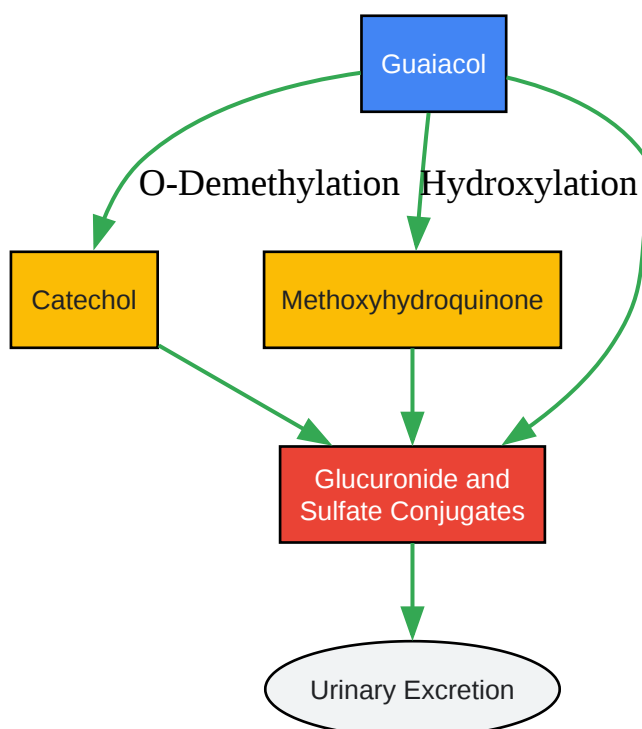 Guaiacol
O-Demethylation
Hydroxylation
Catechol
Methoxyhydroquinone
Glucuronide and
Sulfate Conjugates
Urinary Excretion